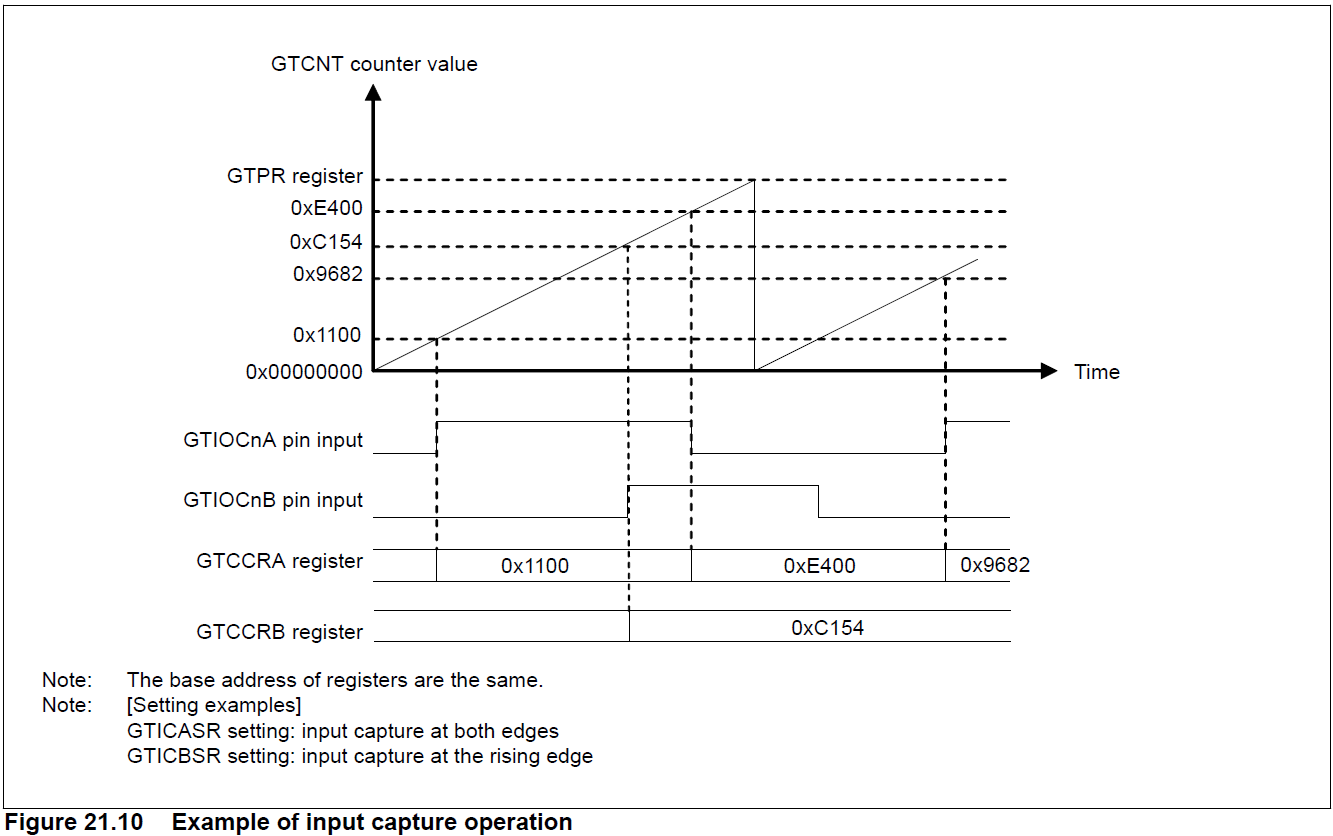 GTCNT counter value
GTPR register
0xE400
0xC154
0x9682
0x1100
0x00000000
Time
GTIOCnA pin input
GTIOCnB pin input
GTCCRA register
0x1100
0xE400
0x9682
GTCCRB register
0xC154
Note: The base address of registers are the same.
Note: [Setting examples]
GTICASR setting: input capture at both edges
GTICBSR setting: input capture at the rising edge
Figure 21.10 Example of input capture operation